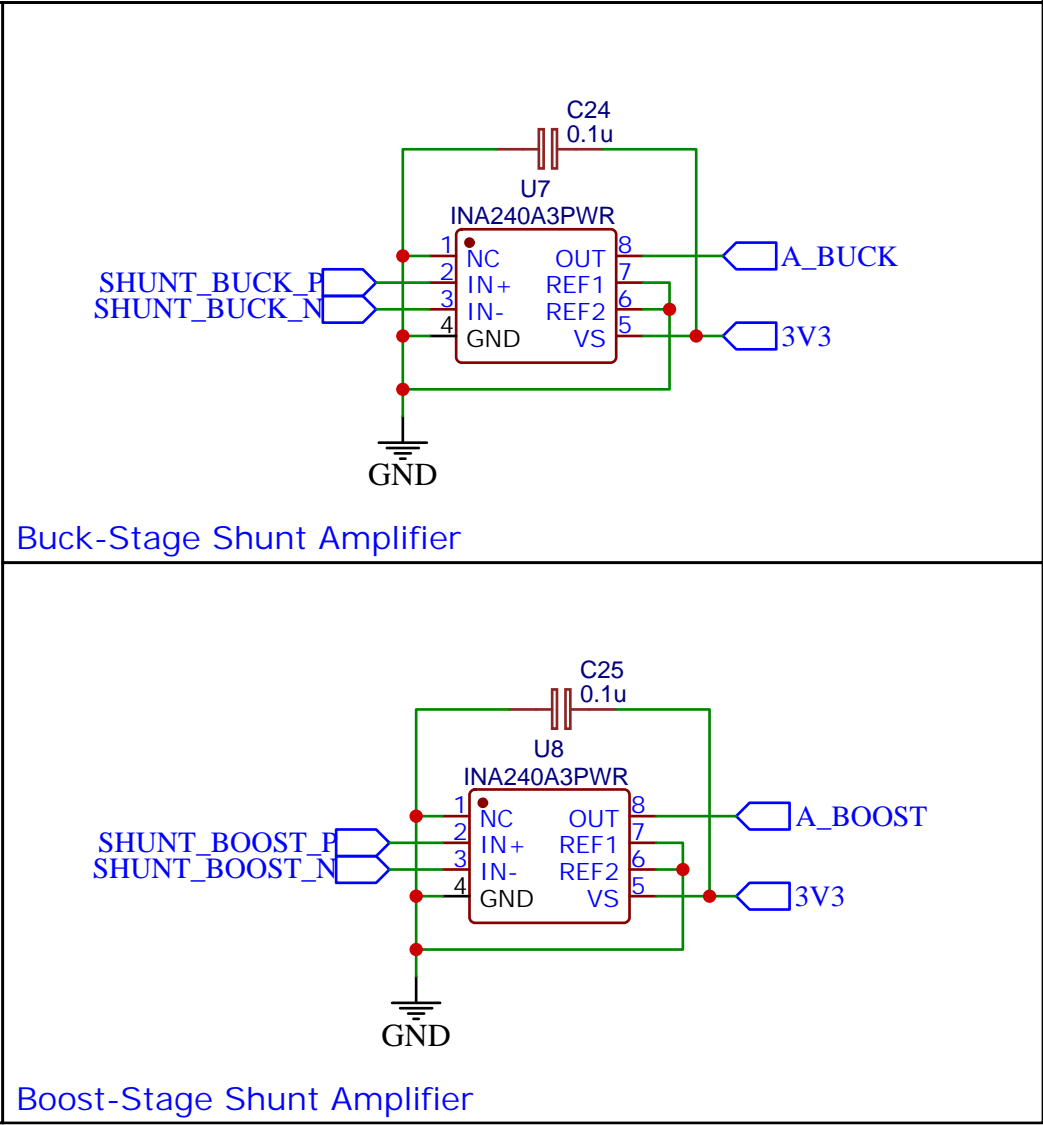 C24
0.1u
U7
INA240A3PWR
1 NC OUT 8 A_BUCK
SHUNT_BUCK_P 2 IN+ REF1 7
SHUNT_BUCK_N 3 IN- REF2 6
4 GND VS 5 3V3
GND
Buck-Stage Shunt Amplifier
C25
0.1u
U8
INA240A3PWR
1 NC OUT 8 A_BOOST
SHUNT_BOOST_P 2 IN+ REF1 7
SHUNT_BOOST_N 3 IN- REF2 6
4 GND VS 5 3V3
GND
Boost-Stage Shunt Amplifier